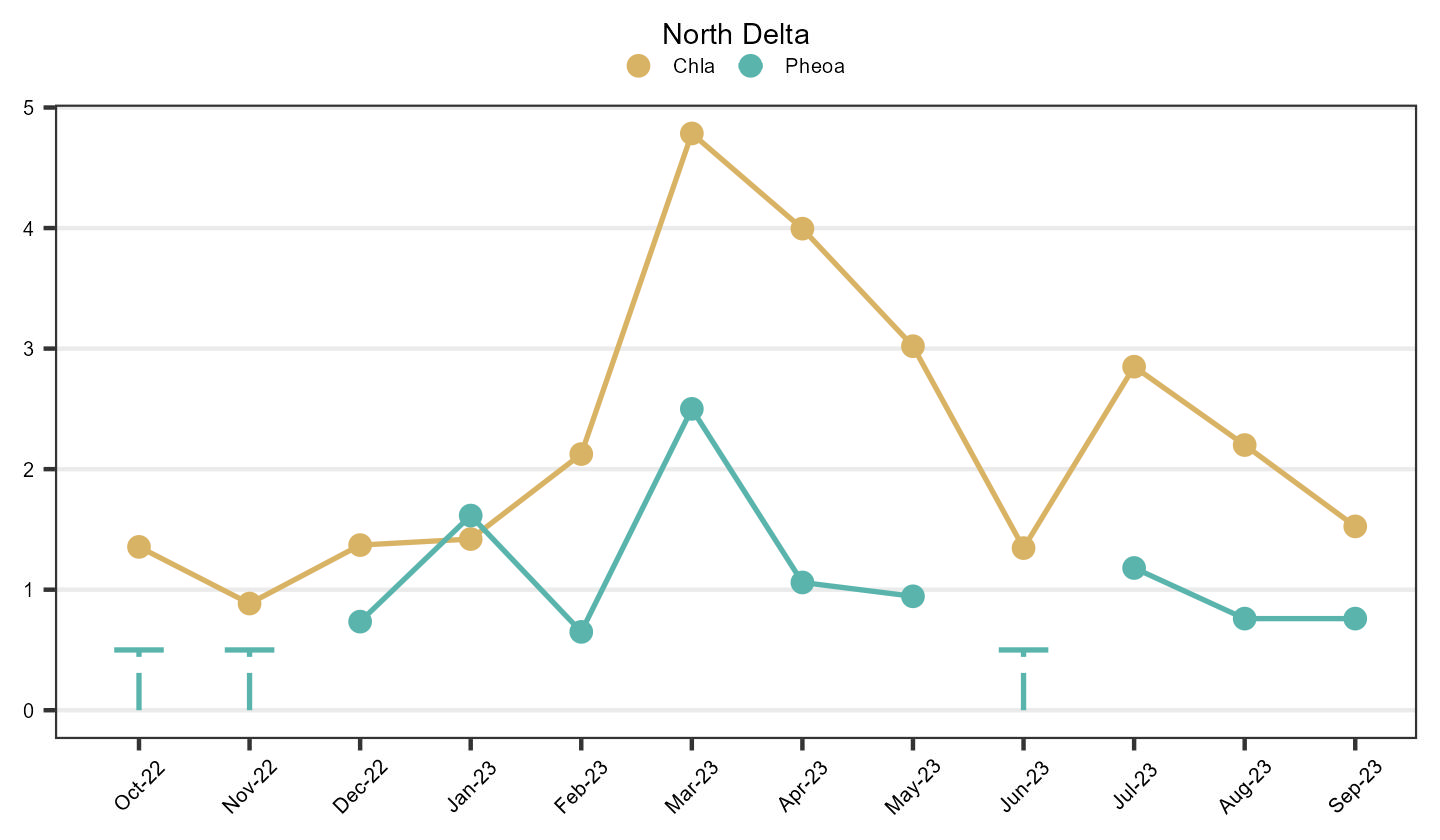 North Delta
Chla Pheoa
5
4
3
2
1
0
Oct-22 Nov-22 Dec-22 Jan-23 Feb-23 Mar-23 Apr-23 May-23 Jun-23 Jul-23 Aug-23 Sep-23